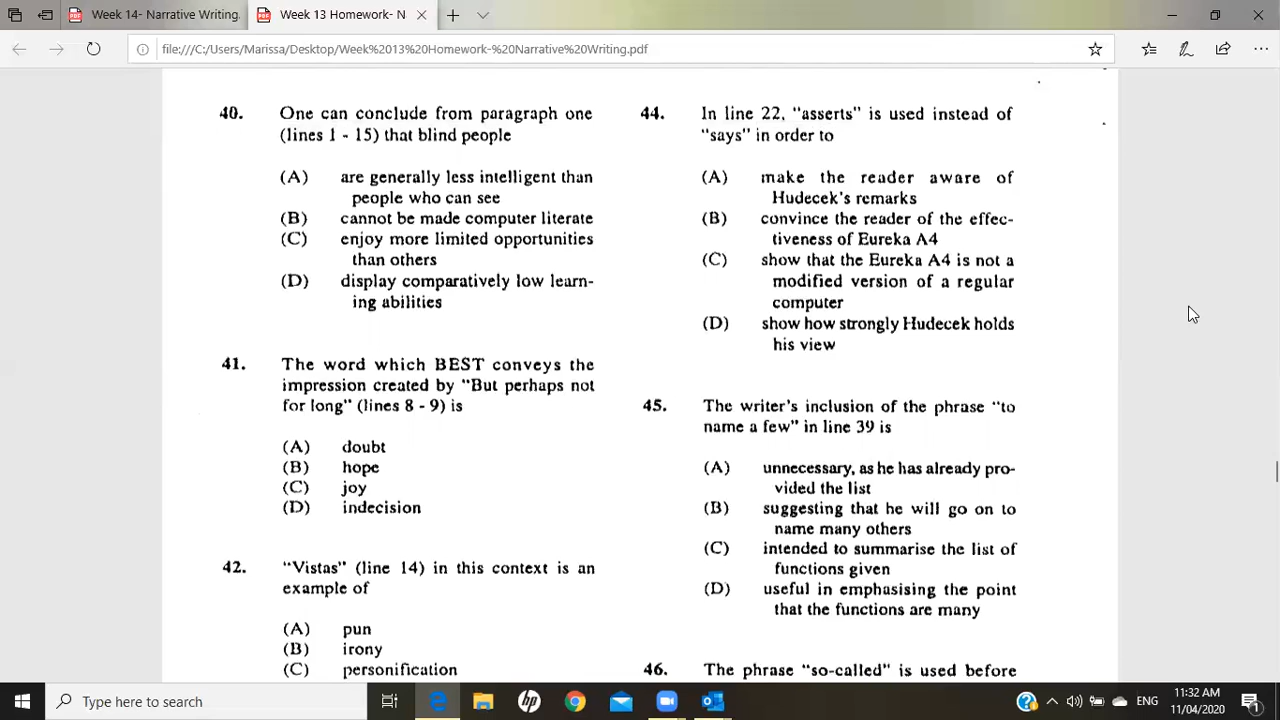 Week 14- Narrative Writing.
Week 13 Homework- N
file:///C:/Users/Marissa/Desktop/Week%2013%20Homework-%20Narrative%20Writing.pdf
40. One can conclude from paragraph one
(lines 1 - 15) that blind people
(A) are generally less intelligent than
people who can see
(B) cannot be made computer literate
(C) enjoy more limited opportunities
than others
(D) display comparatively low learn-
ing abilities
41. The word which BEST conveys the
impression created by "But perhaps not
for long" (lines 8 - 9) is
(A) doubt
(B) hope
(C) joy
(D) indecision
42. "Vistas" (line 14) in this context is an
example of
(A) pun
(B) irony
(C) personification
44. In line 22, "asserts" is used instead of
"says" in order to
(A) make the reader aware of
Hudecek's remarks
(B) convince the reader of the effec-
tiveness of Eureka A4
(C) show that the Eureka A4 is not a
modified version of a regular
computer
(D) show how strongly Hudecek holds
his view
45. The writer's inclusion of the phrase "to
name a few" in line 39 is
(A) unnecessary, as he has already pro-
vided the list
(B) suggesting that he will go on to
name many others
(C) intended to summarise the list of
functions given
(D) useful in emphasising the point
that the functions are many
46. The phrase "so-called" is used before
Type here to search
hp
ENG
11:32 AM
11/04/2020
1